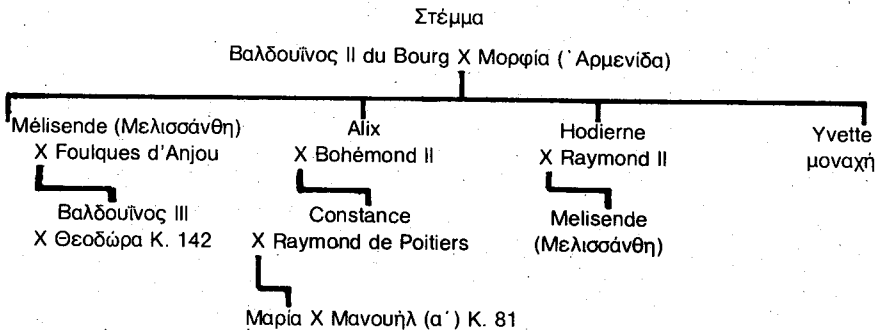 Στέμμα
Βαλδουῖνος II du Bourg X Μορφία (᾿Αρμενίδα)
Mélisende (Μελισσάνθη)
X Foulques d'Anjou
Βαλδουῖνος III
X Θεοδώρα Κ. 142
Alix
X Bohémond II
Constance
X Raymond de Poitiers
Μαρία X Μανουήλ (α´) Κ. 81
Hodierne
X Raymond II
Melisende
(Μελισσάνθη)
Yvette
μοναχή